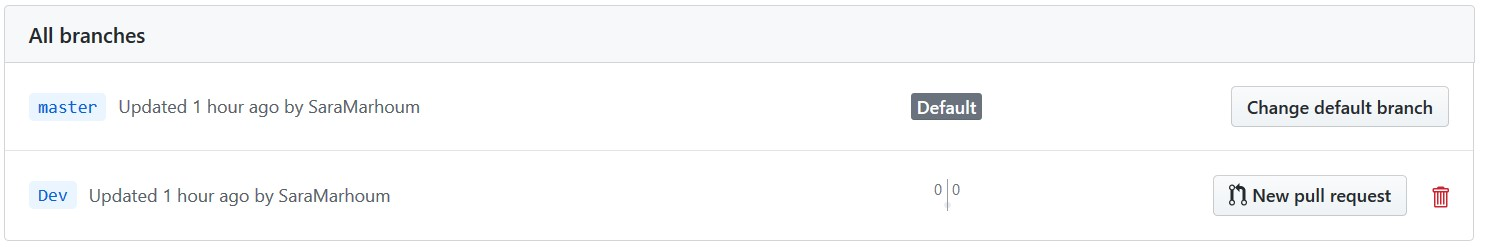 All branches
master Updated 1 hour ago by SaraMarhoum Default Change default branch
Dev Updated 1 hour ago by SaraMarhoum 0 0 New pull request